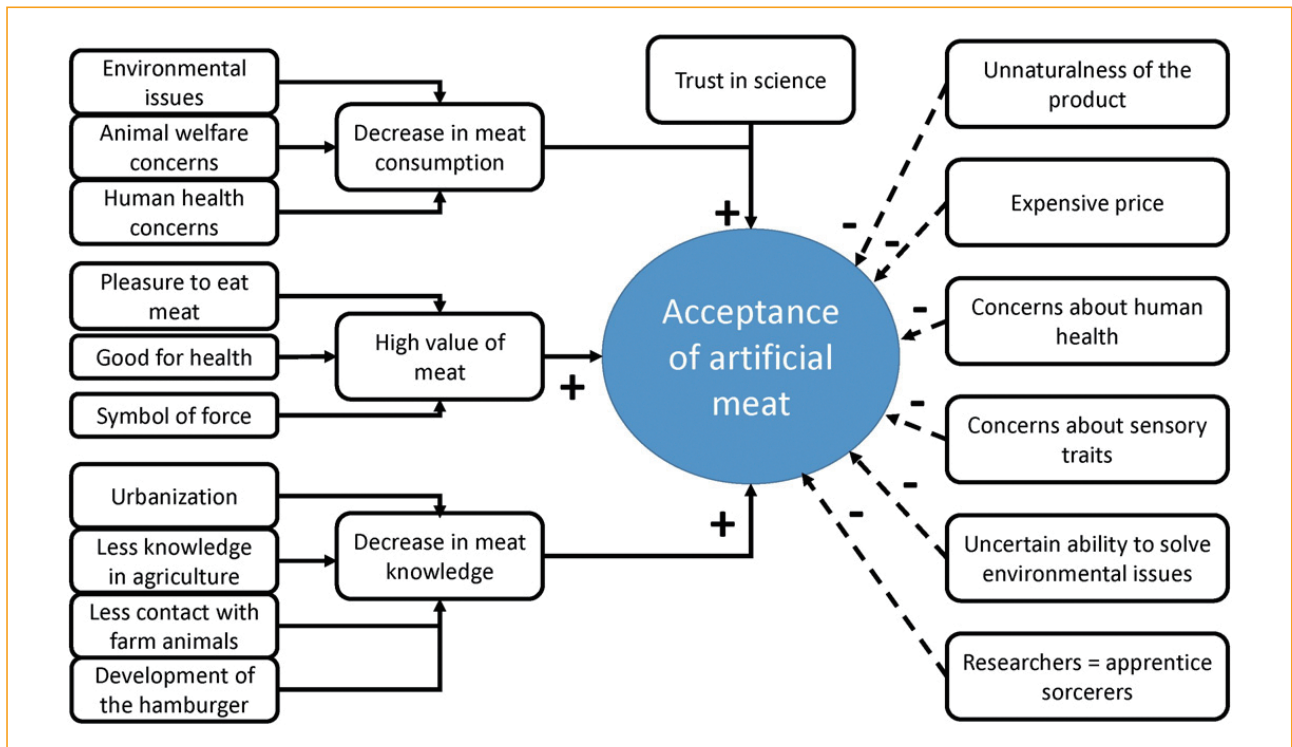 Environmental
issues
Animal welfare
concerns
Human health
concerns
Decrease in meat
consumption
Trust in science
+
Pleasure to eat
meat
Good for health
Symbol of force
High value of
meat
+
Urbanization
Less knowledge
in agriculture
Less contact with
farm animals
Development of
the hamburger
Decrease in meat
knowledge
+
Acceptance
of artificial
meat
Unnaturalness of the
product
-
Expensive price
-
Concerns about human
health
-
Concerns about sensory
traits
-
Uncertain ability to solve
environmental issues
-
Researchers = apprentice
sorcerers
-